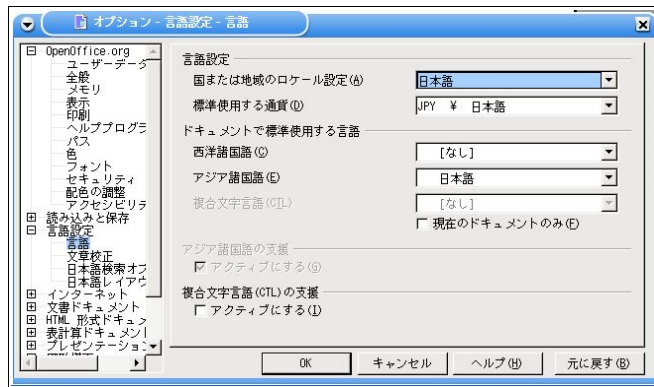 オプション - 言語設定 - 言語
OpenOffice.org
ユーザーデータ
全般
メモリ
表示
印刷
ヘルププログラ
パス
色
フォント
セキュリティ
配色の調整
アクセシビリテ
読み込みと保存
言語設定
言語
文章校正
日本語検索オプ
日本語レイアウ
インターネット
文書ドキュメント
HTML 形式ドキュメ
表計算ドキュメント
プレゼンテーション
言語設定
国または地域のロケール設定(A) 日本語
標準使用する通貨(D) JPY ¥ 日本語
ドキュメントで標準使用する言語
西洋諸国語(C) [なし]
アジア諸国語(E) 日本語
複合文字言語(CTL) [なし]
現在のドキュメントのみ(F)
アジア諸国語の支援
アクティブにする(G)
複合文字言語(CTL)の支援
アクティブにする(I)
OK キャンセル ヘルプ(H) 元に戻す(B)